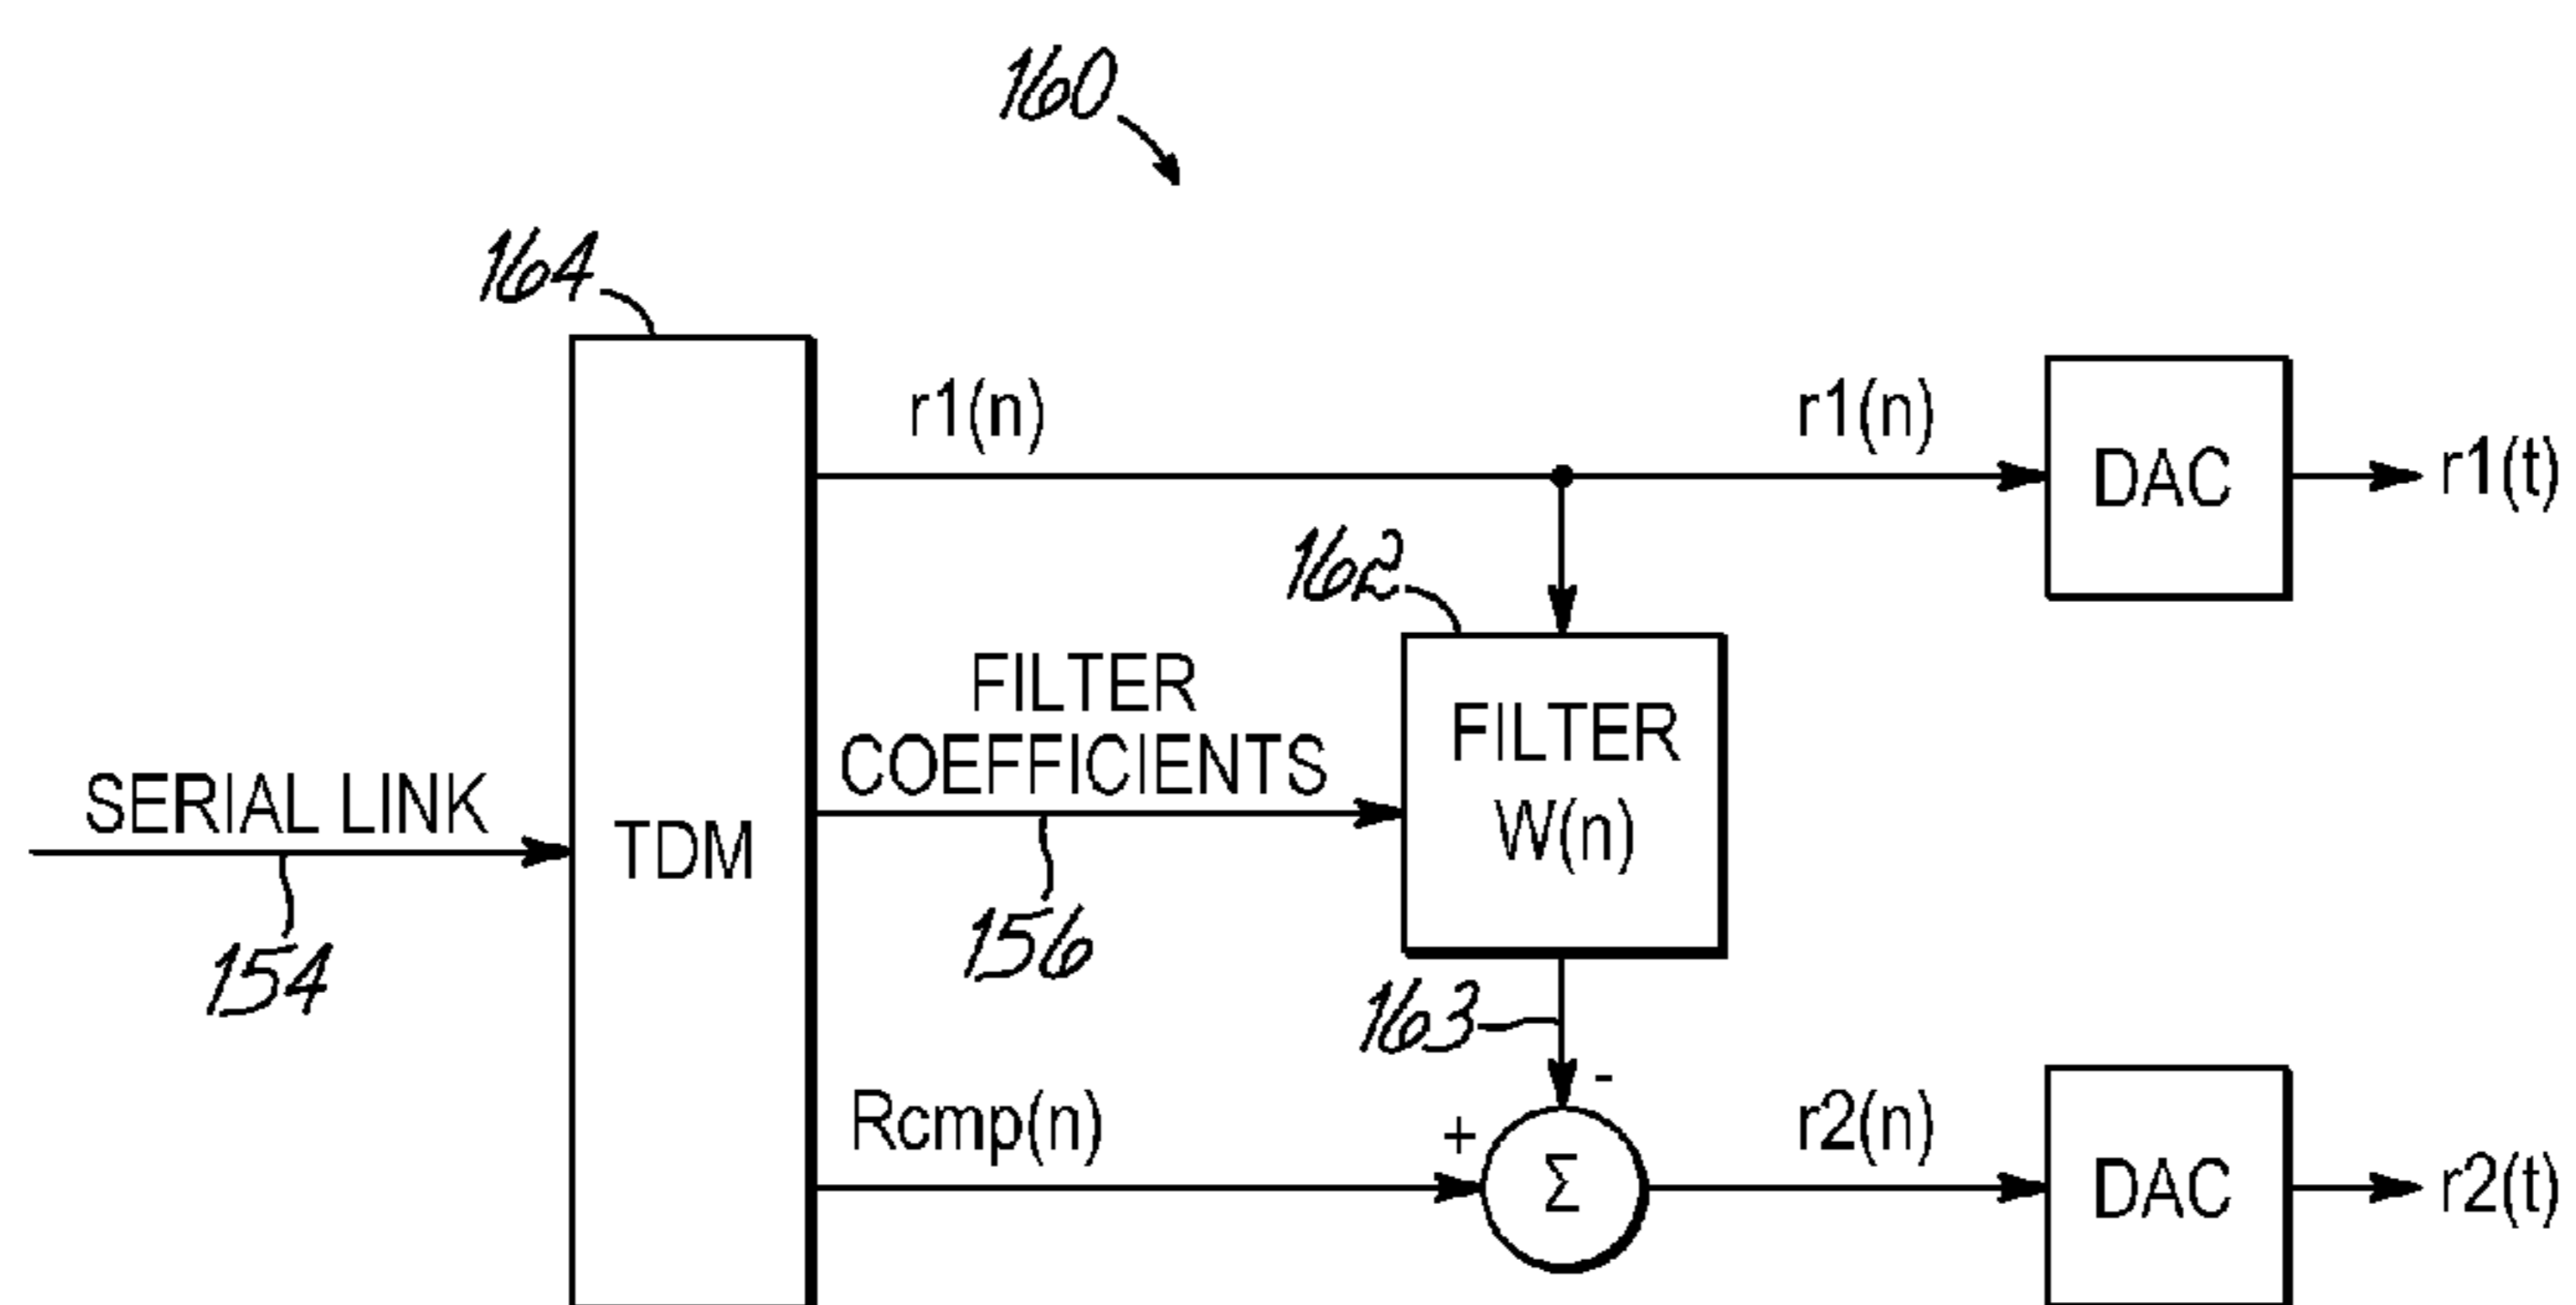 160
164
r1(n)
r1(n)
DAC
r1(t)
162
FILTER
COEFFICIENTS
FILTER
W(n)
SERIAL LINK
TDM
154
156
163
-
Rcmp(n)
+
Σ
r2(n)
DAC
r2(t)